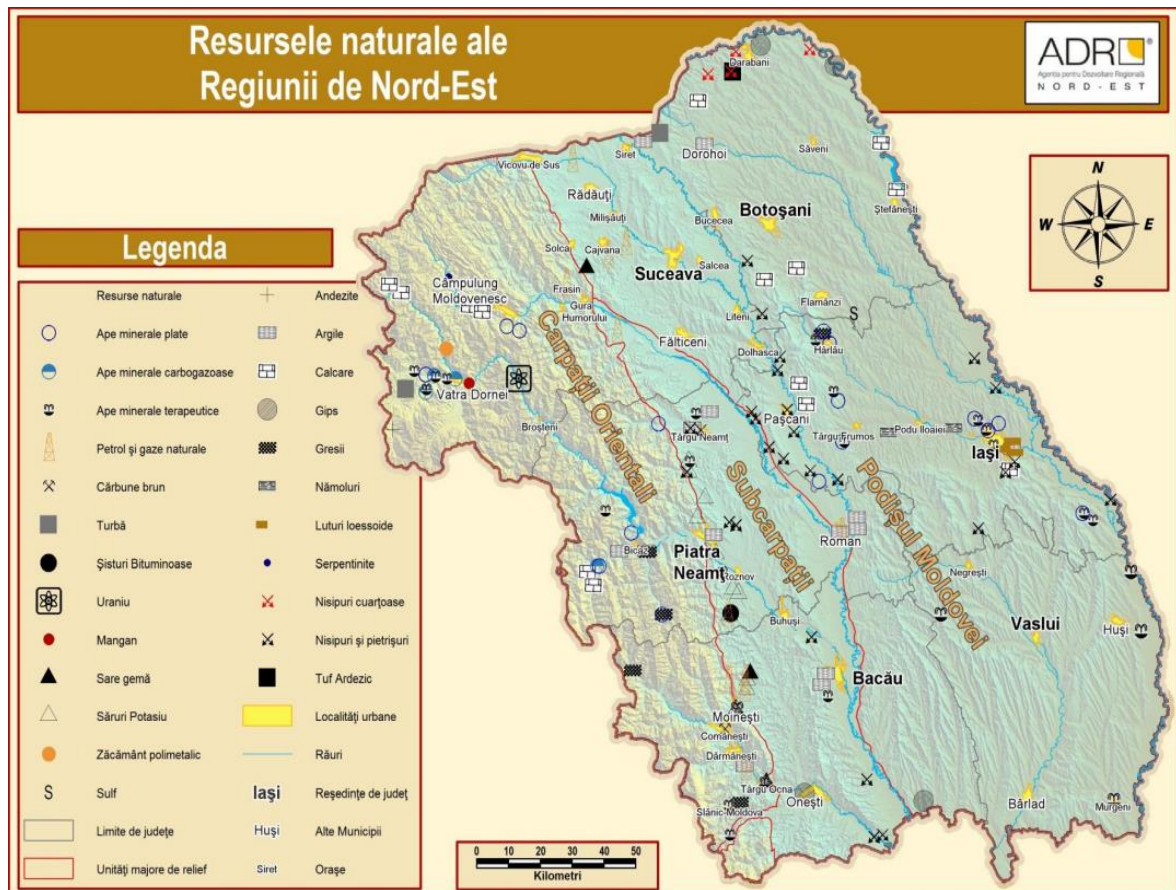 Resursele naturale ale
Regiunii de Nord-Est
ADR
®
Agenția pentru Dezvoltare Regională
NORD-EST
N
W
E
S
Legenda
Resurse naturale
Andezite
Ape minerale plate
Argile
Ape minerale carbogazoase
Calcare
Ape minerale terapeutice
Gips
Petrol și gaze naturale
Gresii
Cărbune brun
Nămoluri
Turbă
Luturi loessoide
Șisturi Bituminoase
Serpentinite
Uraniu
Nisipuri cuarțoase
Mangan
Nisipuri și pietrișuri
Sare gemă
Tuf Ardezic
Săruri Potasiu
Localități urbane
Zăcământ polimetalic
Râuri
S
Sulf
Iași
Reședințe de județ
Limite de județe
Huși
Alte Municipii
Unități majore de relief
Siret
Orașe
Darabani
Siret
Dorohoi
Săveni
Vicovu de Sus
Rădăuți
Milișăuți
Bucecea
Botoșani
Ștefănești
Solca
Cajvana
Suceava
Salcea
Frasin
Câmpulung
Moldovenesc
Gura
Humorului
Flamânzi
Liteni
S
Fălticeni
Dolhasca
Hârlău
Vatra Dornei
Broșteni
Pașcani
Târgu Neamț
Târgu Frumos
Podu Iloaiei
Iași
Carpații Orientali
Subcarpații
Podișul Moldovei
Roman
Bicaz
Piatra
Neamț
Roznov
Negrești
Buhuși
Vaslui
Huși
Bacău
Moinești
Comănești
Dărmănești
Târgu Ocna
Slănic-Moldova
Onești
Bârlad
Murgeni
0 10 20 30 40 50
Kilometri